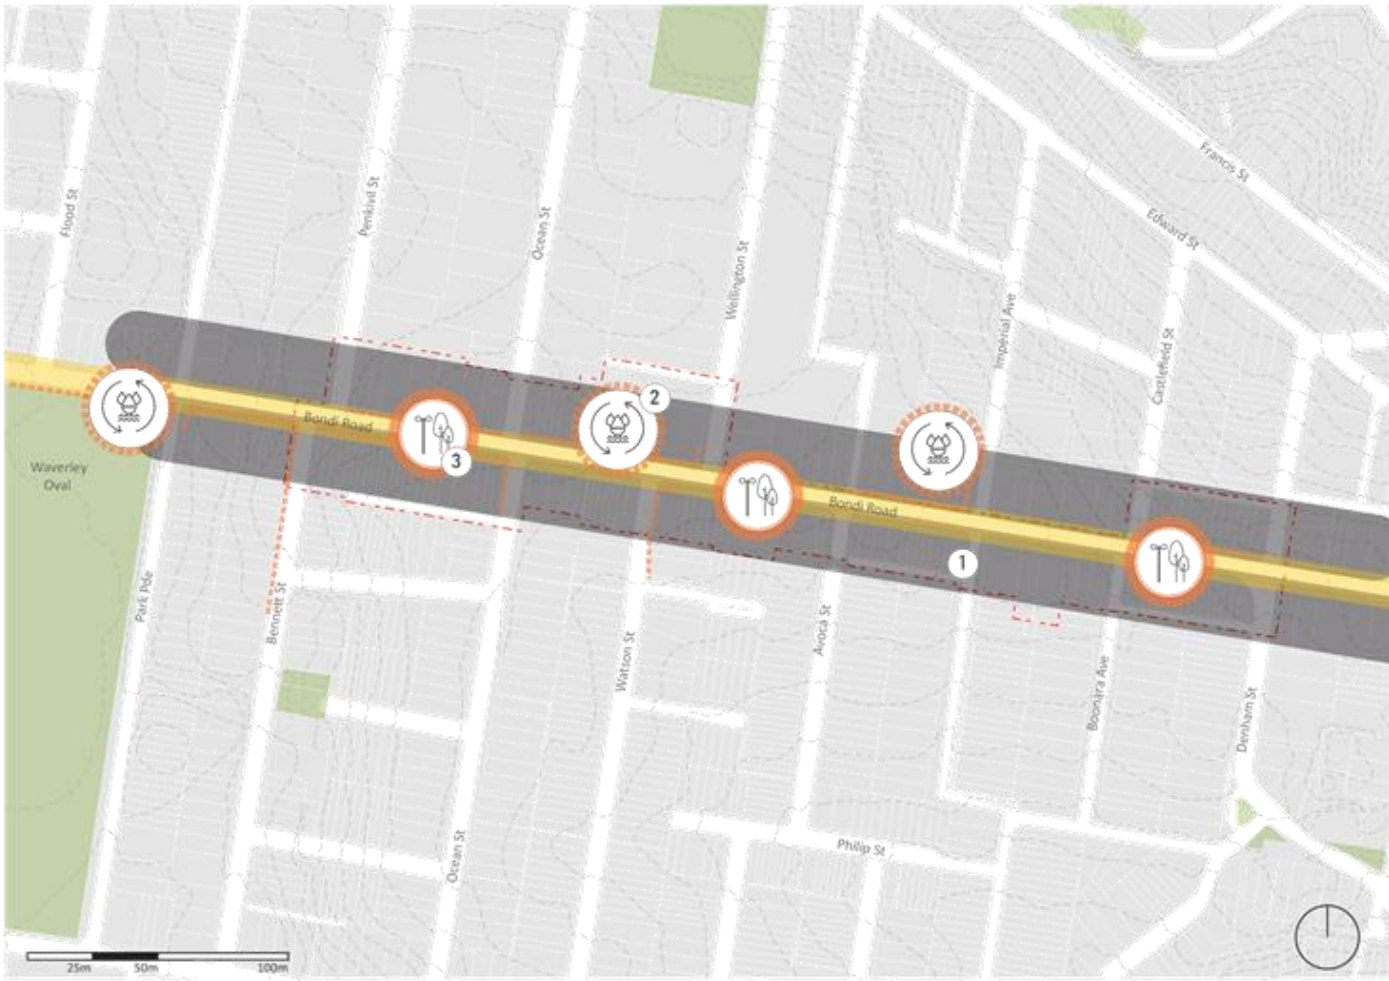 Francis St
Flood St
Penkivil St
Ocean St
Edward St
Wellington St
Imperial Ave
Castlefield St
2
Bondi Road
3
Waverley
Oval
Bondi Road
1
Park Pde
Bennett St
Watson St
Avoca St
Boonara Ave
Denham St
Ocean St
Philip St
25m
50m
100m